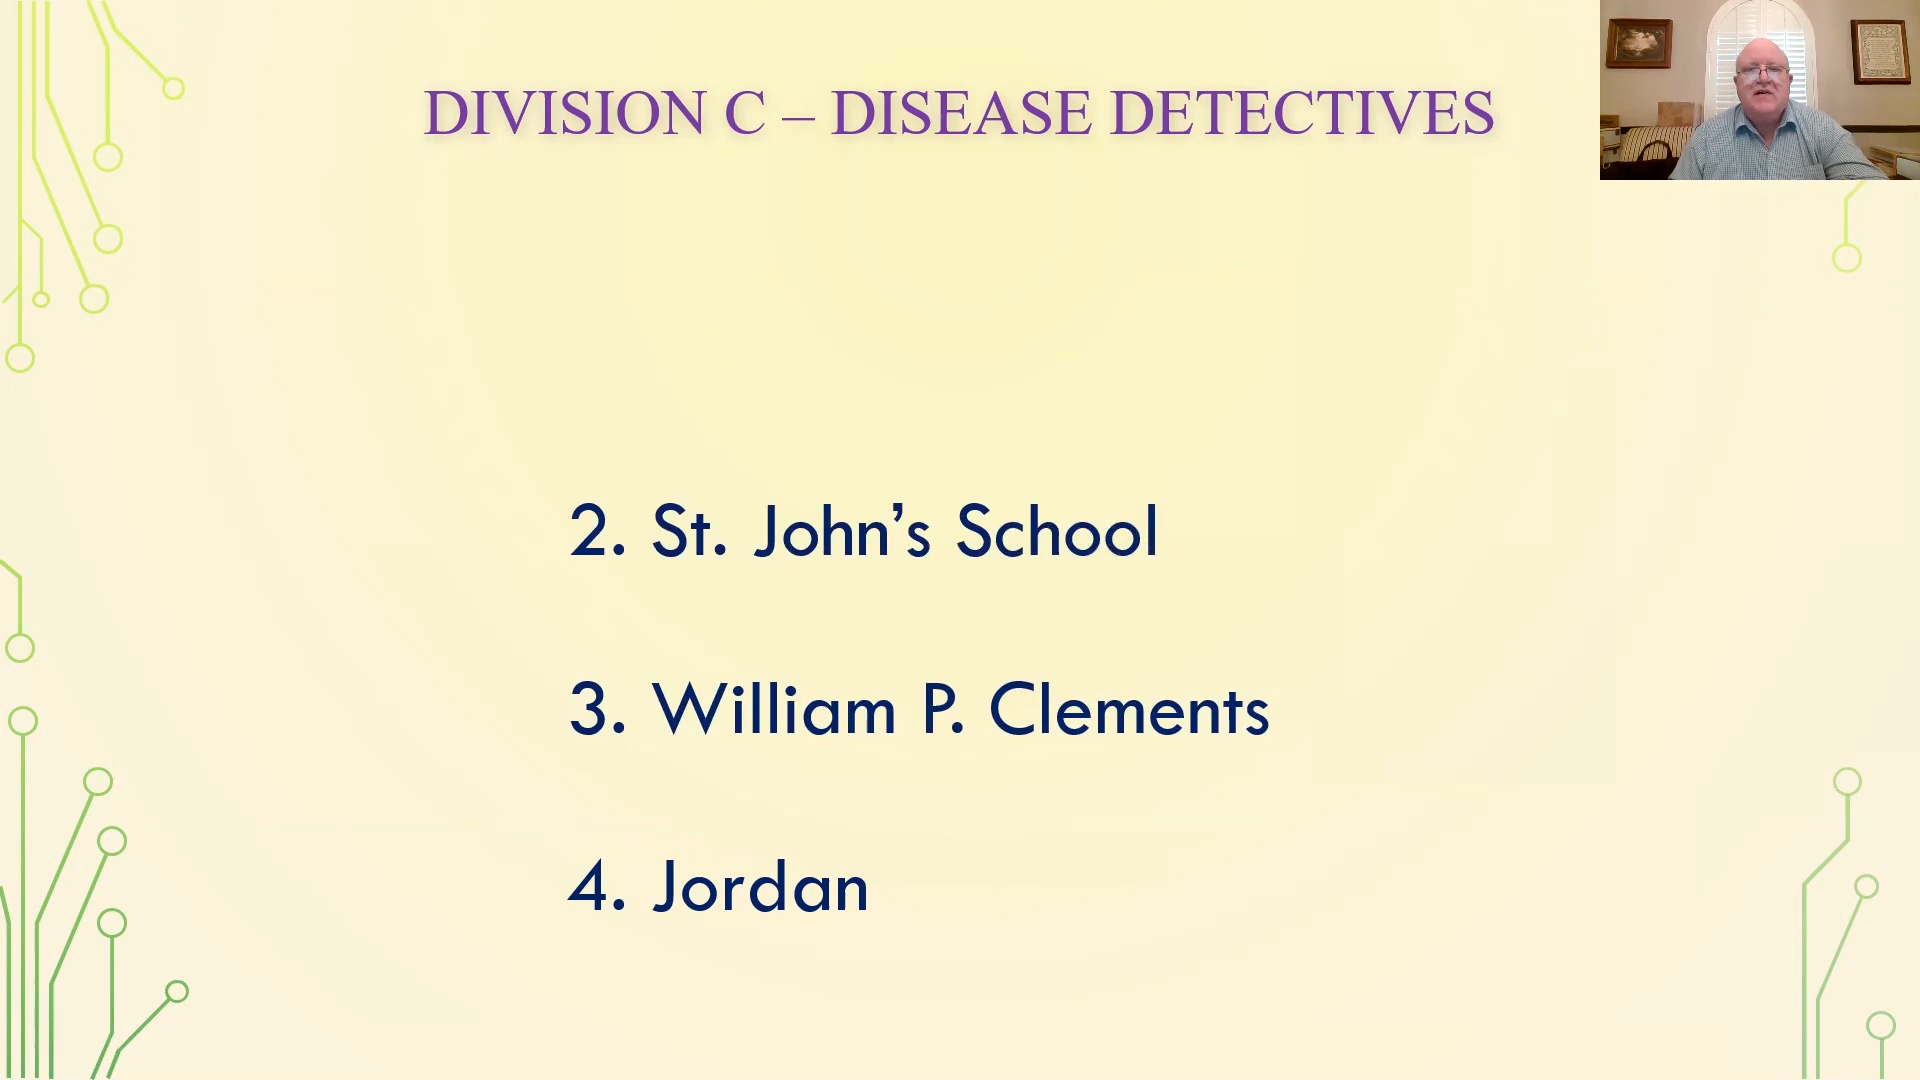 DIVISION C – DISEASE DETECTIVES
2. St. John’s School
3. William P. Clements
4. Jordan